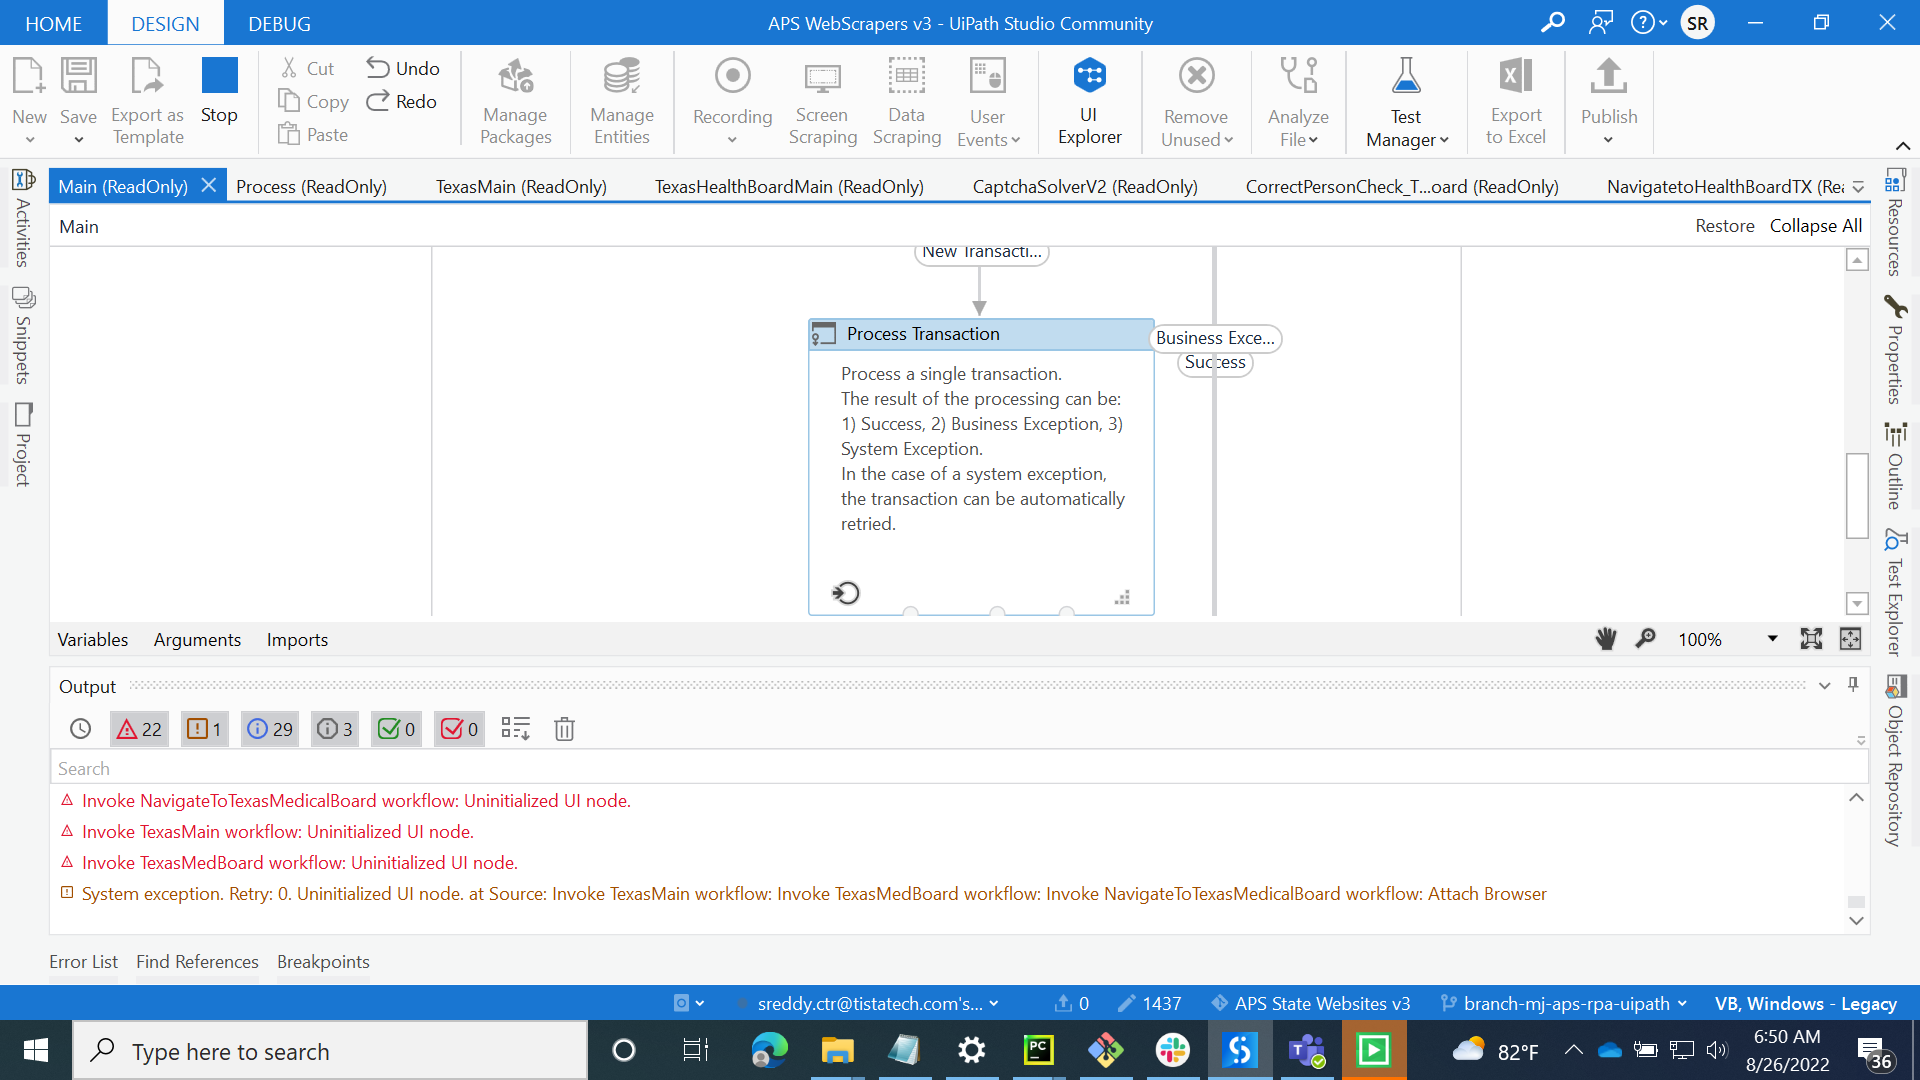 HOME
DESIGN
DEBUG
APS WebScrapers v3 - UiPath Studio Community
SR
New
Save
Export as
Template
Stop
Cut
Copy
Paste
Undo
Redo
Manage
Packages
Manage
Entities
Recording
Screen
Scraping
Data
Scraping
User
Events
UI
Explorer
Remove
Unused
Analyze
File
Test
Manager
Export
to Excel
Publish
Main (ReadOnly)
Process (ReadOnly)
TexasMain (ReadOnly)
TexasHealthBoardMain (ReadOnly)
CaptchaSolverV2 (ReadOnly)
CorrectPersonCheck_T...oard (ReadOnly)
NavigatetoHealthBoardTX (Rea
Activities
Snippets
Project
Main
Restore
Collapse All
New Transacti...
Process Transaction
Business Exce...
Success
Process a single transaction.
The result of the processing can be:
1) Success, 2) Business Exception, 3)
System Exception.
In the case of a system exception,
the transaction can be automatically
retried.
Resources
Properties
Outline
Test Explorer
Object Repository
Variables
Arguments
Imports
100%
Output
22
1
29
3
0
0
Search
Invoke NavigateToTexasMedicalBoard workflow: Uninitialized UI node.
Invoke TexasMain workflow: Uninitialized UI node.
Invoke TexasMedBoard workflow: Uninitialized UI node.
System exception. Retry: 0. Uninitialized UI node. at Source: Invoke TexasMain workflow: Invoke TexasMedBoard workflow: Invoke NavigateToTexasMedicalBoard workflow: Attach Browser
Error List
Find References
Breakpoints
sreddy.ctr@tistatech.com's...
0
1437
APS State Websites v3
branch-mj-aps-rpa-uipath
VB, Windows - Legacy
Type here to search
PC
82°F
6:50 AM
8/26/2022
36